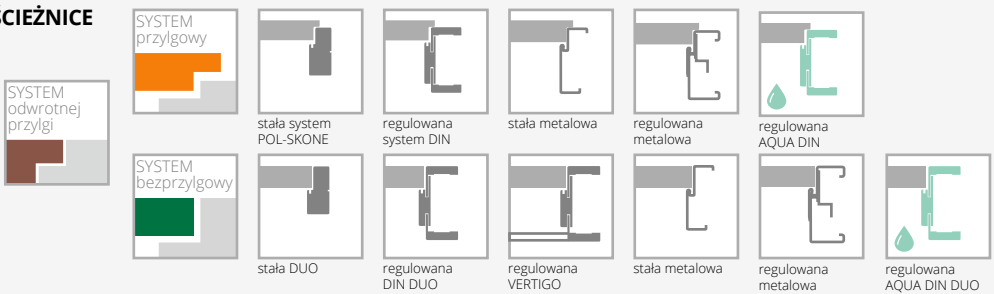 ŚCIEŻNICE
SYSTEM
przylgowy
stała system
POL-SKONE
regulowana
system DIN
stała metalowa
regulowana
metalowa
regulowana
AQUA DIN
SYSTEM
odwrotnej
przylgi
SYSTEM
bezprzylgowy
stała DUO
regulowana
DIN DUO
regulowana
VERTIGO
stała metalowa
regulowana
metalowa
regulowana
AQUA DIN DUO